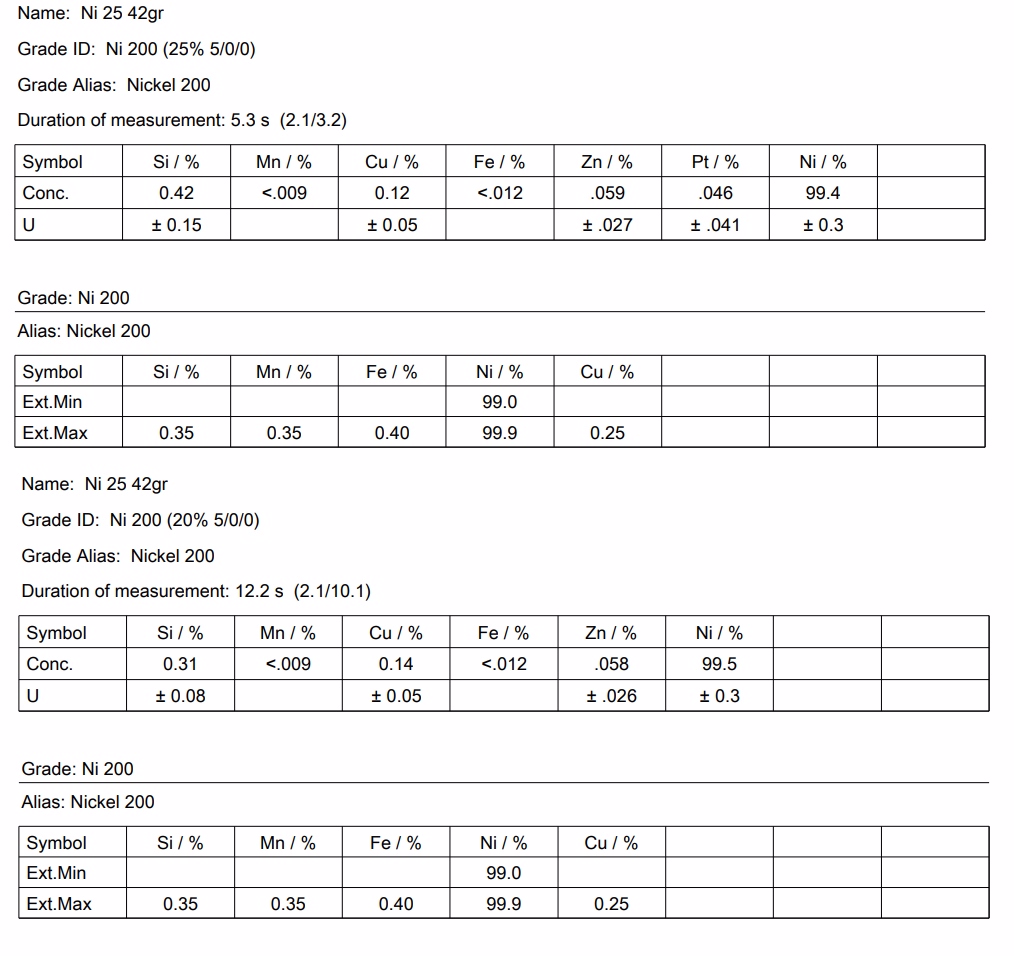 Name: Ni 25 42gr
Grade ID: Ni 200 (25% 5/0/0)
Grade Alias: Nickel 200
Duration of measurement: 5.3 s (2.1/3.2)
Symbol Si / % Mn / % Cu / % Fe / % Zn / % Pt / % Ni / %
Conc. 0.42 <.009 0.12 <.012 .059 .046 99.4
U ± 0.15 ± 0.05 ± .027 ± .041 ± 0.3
Grade: Ni 200
Alias: Nickel 200
Symbol Si / % Mn / % Fe / % Ni / % Cu / %
Ext.Min 99.0
Ext.Max 0.35 0.35 0.40 99.9 0.25
Name: Ni 25 42gr
Grade ID: Ni 200 (20% 5/0/0)
Grade Alias: Nickel 200
Duration of measurement: 12.2 s (2.1/10.1)
Symbol Si / % Mn / % Cu / % Fe / % Zn / % Ni / %
Conc. 0.31 <.009 0.14 <.012 .058 99.5
U ± 0.08 ± 0.05 ± .026 ± 0.3
Grade: Ni 200
Alias: Nickel 200
Symbol Si / % Mn / % Fe / % Ni / % Cu / %
Ext.Min 99.0
Ext.Max 0.35 0.35 0.40 99.9 0.25